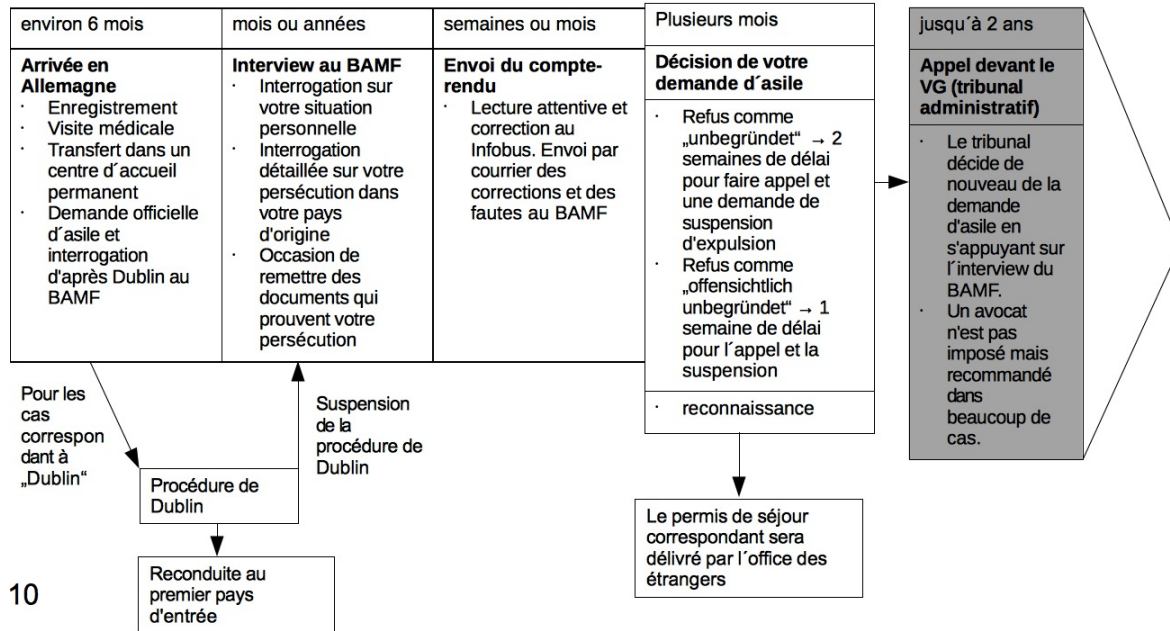 environ 6 mois
Arrivée en
Allemagne
· Enregistrement
· Visite médicale
· Transfert dans un
centre d´accueil
permanent
· Demande officielle
d'asile et
interrogation
d'après Dublin au
BAMF
mois ou années
Interview au BAMF
· Interrogation sur
votre situation
personnelle
· Interrogation
détaillée sur votre
persécution dans
votre pays
d'origine
· Occasion de
remettre des
documents qui
prouvent votre
persécution
semaines ou mois
Envoi du compte-
rendu
· Lecture attentive et
correction au
Infobus. Envoi par
courrier des
corrections et des
fautes au BAMF
Plusieurs mois
Décision de votre
demande d´asile
· Refus comme
„unbegründet“ → 2
semaines de délai
pour faire appel et
une demande de
suspension
d'expulsion
· Refus comme
„offensichtlich
unbegründet“ → 1
semaine de délai
pour l´appel et la
suspension
· reconnaissance
jusqu´à 2 ans
Appel devant le
VG (tribunal
administratif)
· Le tribunal
décide de
nouveau de la
demande
d'asile en
s'appuyant sur
l´interview du
BAMF.
· Un avocat
n'est pas
imposé mais
recommandé
dans
beaucoup de
cas.
Pour les
cas
correspon
dant à
„Dublin“
Suspension
de la
procédure de
Dublin
Procédure de
Dublin
Reconduite au
premier pays
d'entrée
Le permis de séjour
correspondant sera
délivré par l´office des
étrangers
10